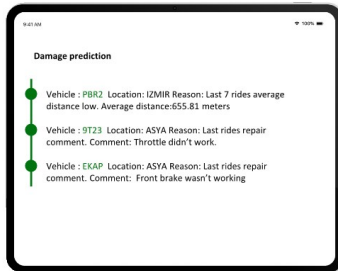 9:41 AM
100%
Damage prediction
Vehicle : PBR2 Location: IZMIR Reason: Last 7 rides average
distance low. Average distance:655.81 meters
Vehicle : 9T23 Location: ASYA Reason: Last rides repair
comment. Comment: Throttle didn't work.
Vehicle : EKAP Location: ASYA Reason: Last rides repair
comment. Comment: Front brake wasn't working